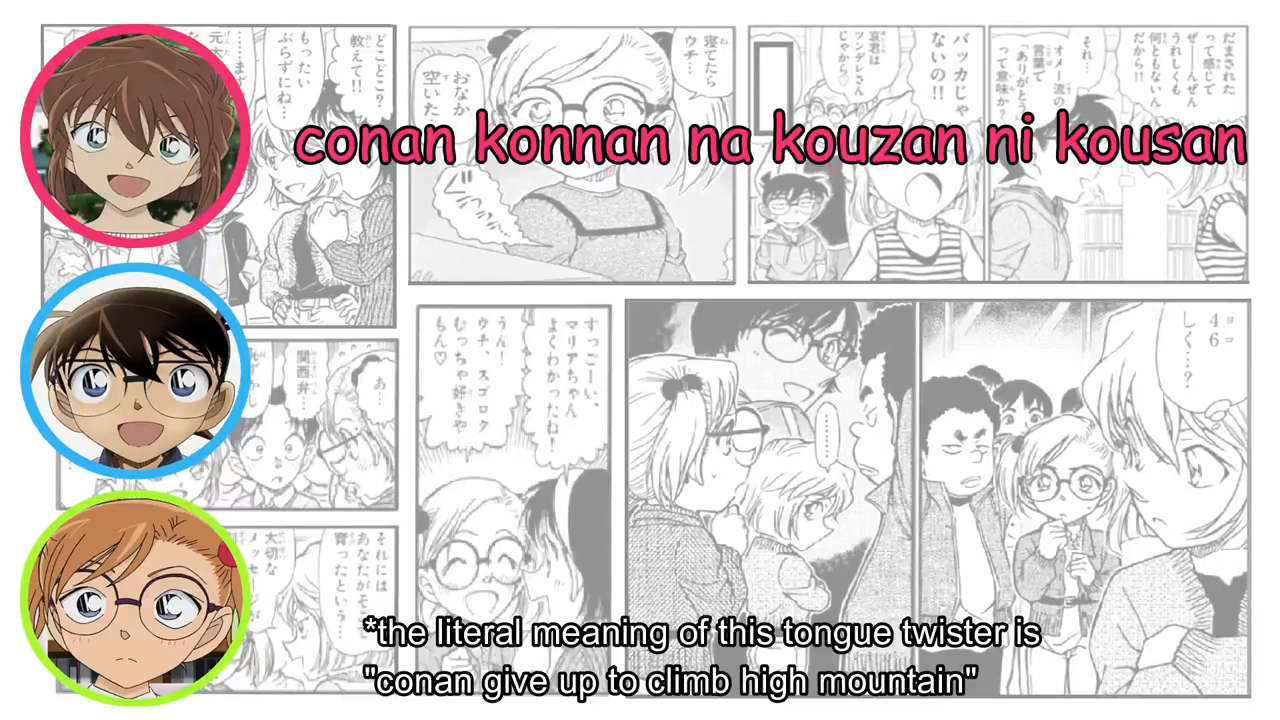 どこどこ?
教えて!!
もったい
ぶらずにね…
寝てたら
ウチ…
おなか
空いた
バッカじゃ
ないの!!
哀君は
ツンデレさん
じゃから
だまされた
って感じで
ぜーんぜん
うれしくも
何ともないん
だから!!
それ…
オメー流の
言葉で
「ありがとう」
って意味か
conan konnan na kouzan ni kousan
あ…
関西弁…
すっごーい、
マリアちゃん
よくわかったね!
うん!
ウチ、スゴロク
むっちゃ好きや
もん♡
ヨコ
46
しく…?
それには
あなたがそ
育ったという?
大切な
メッセージが
*the literal meaning of this tongue twister is
"conan give up to climb high mountain"